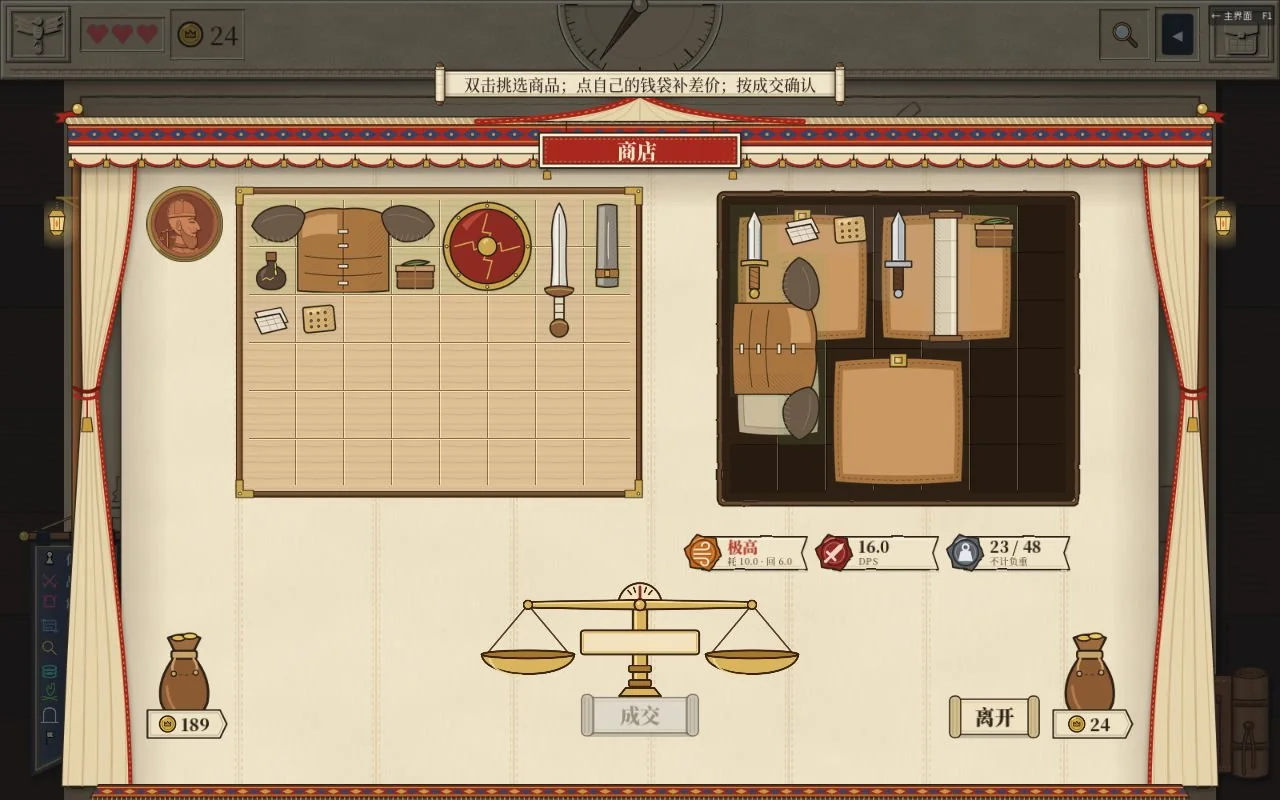 24
← 主界面 F1
双击挑选商品；点自己的钱袋补差价；按成交确认
商店
极高
耗 10.0 · 回 6.0
16.0
DPS
23 / 48
不计负重
189
成交
离开
24